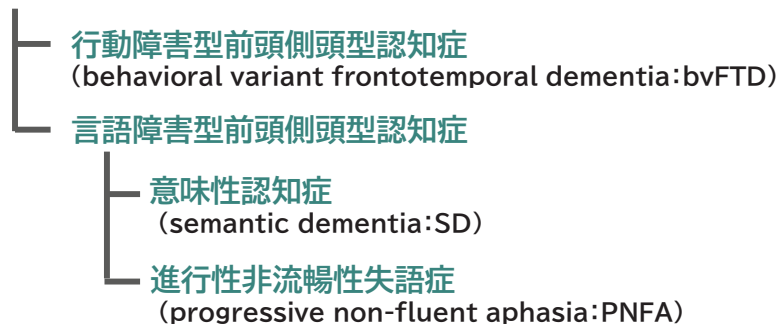 行動障害型前頭側頭型認知症
(behavioral variant frontotemporal dementia:bvFTD)
言語障害型前頭側頭型認知症
意味性認知症
(semantic dementia:SD)
進行性非流暢性失語症
(progressive non-fluent aphasia:PNFA)